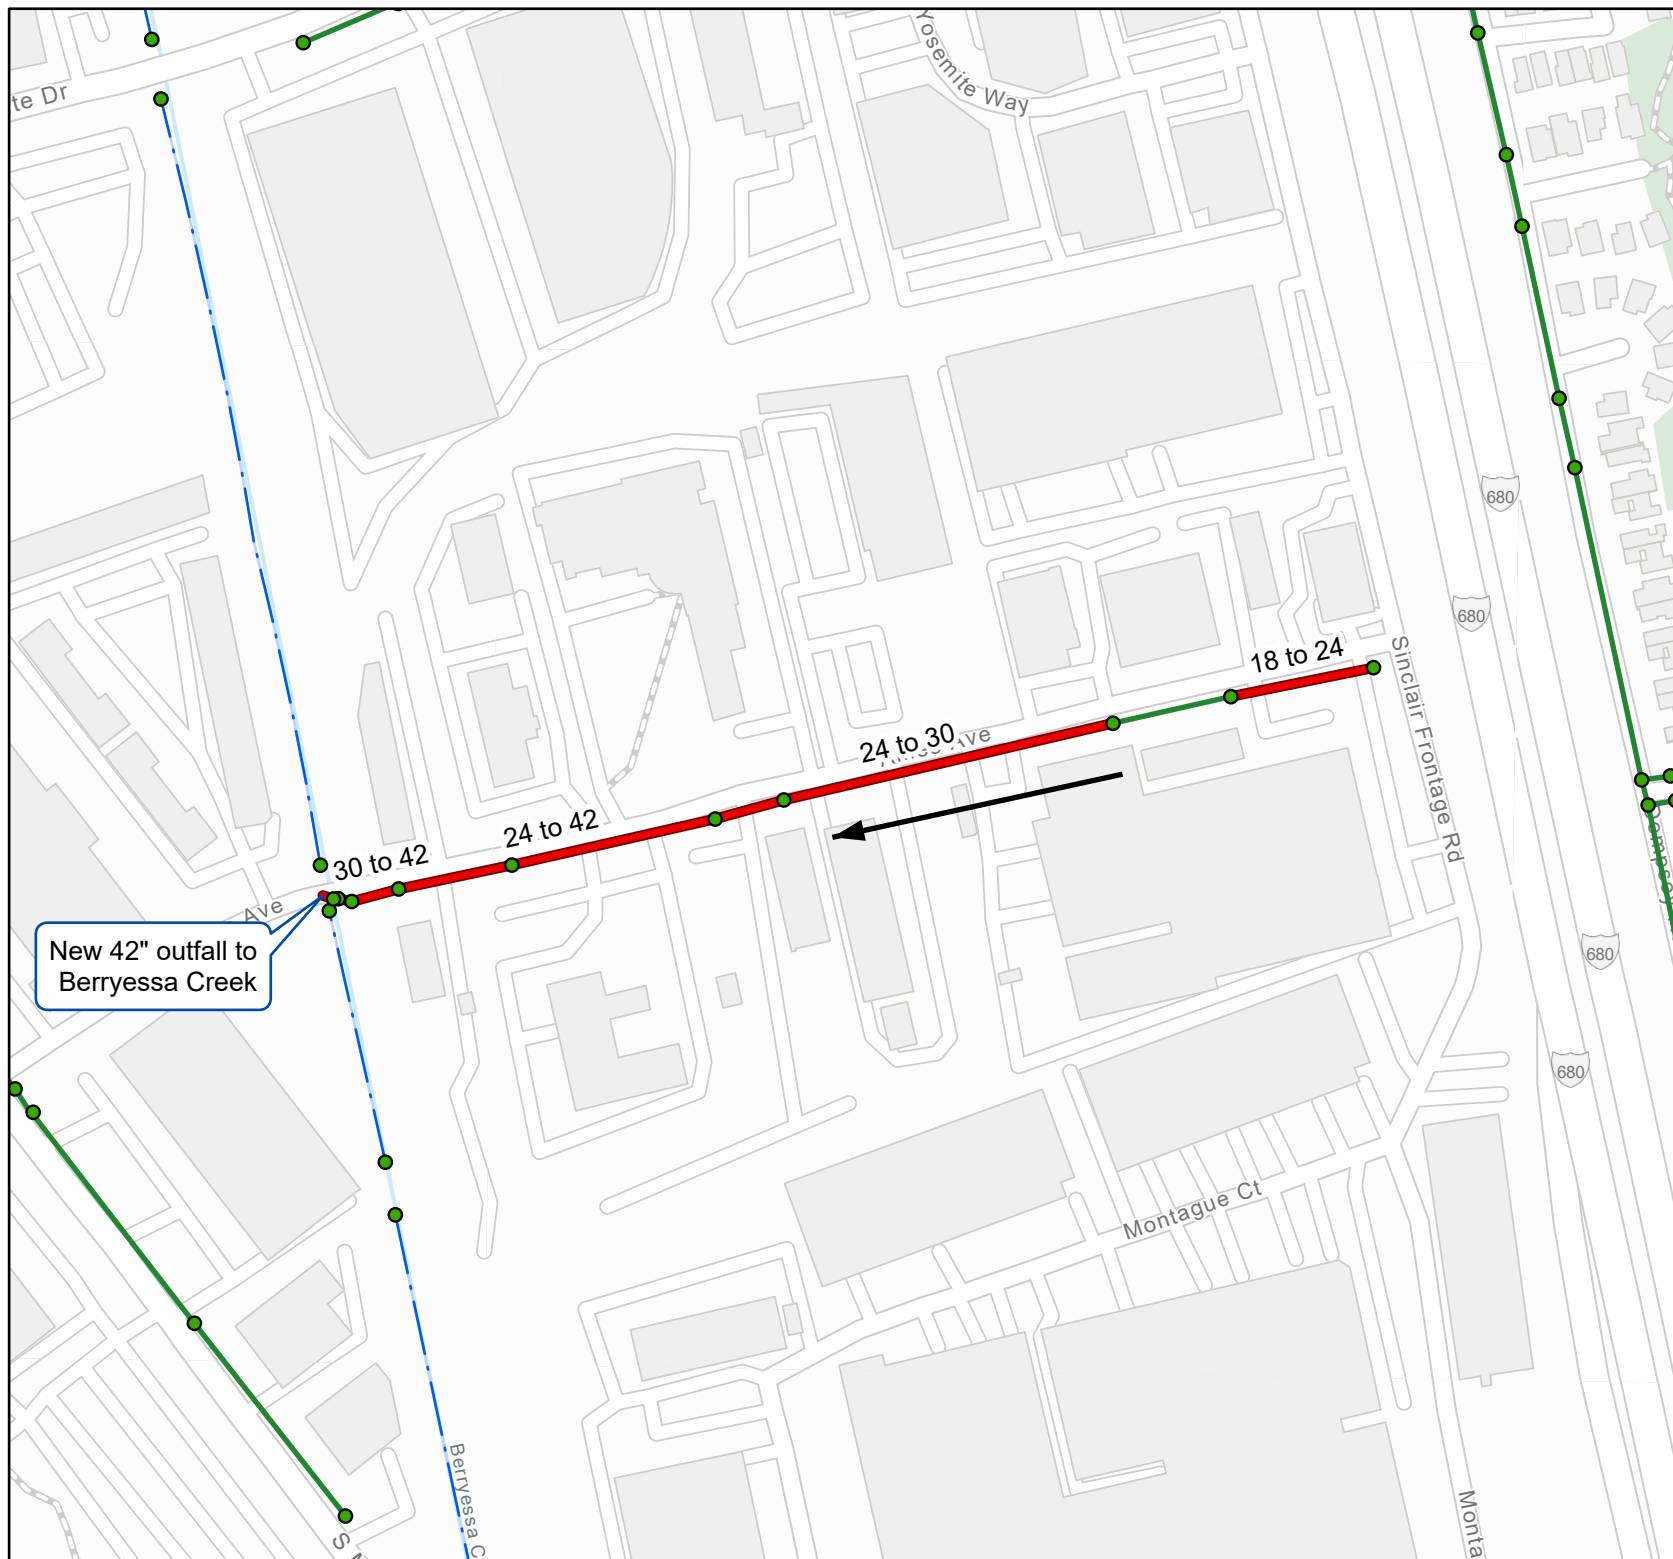 te Dr
Yosemite Way
680
680
18 to 24
Sinclair Frontage Rd
24 to 30
Ave
24 to 42
30 to 42
Ave
New 42" outfall to
Berryessa Creek
680
680
Montague Ct
Berryessa C
Monta
S